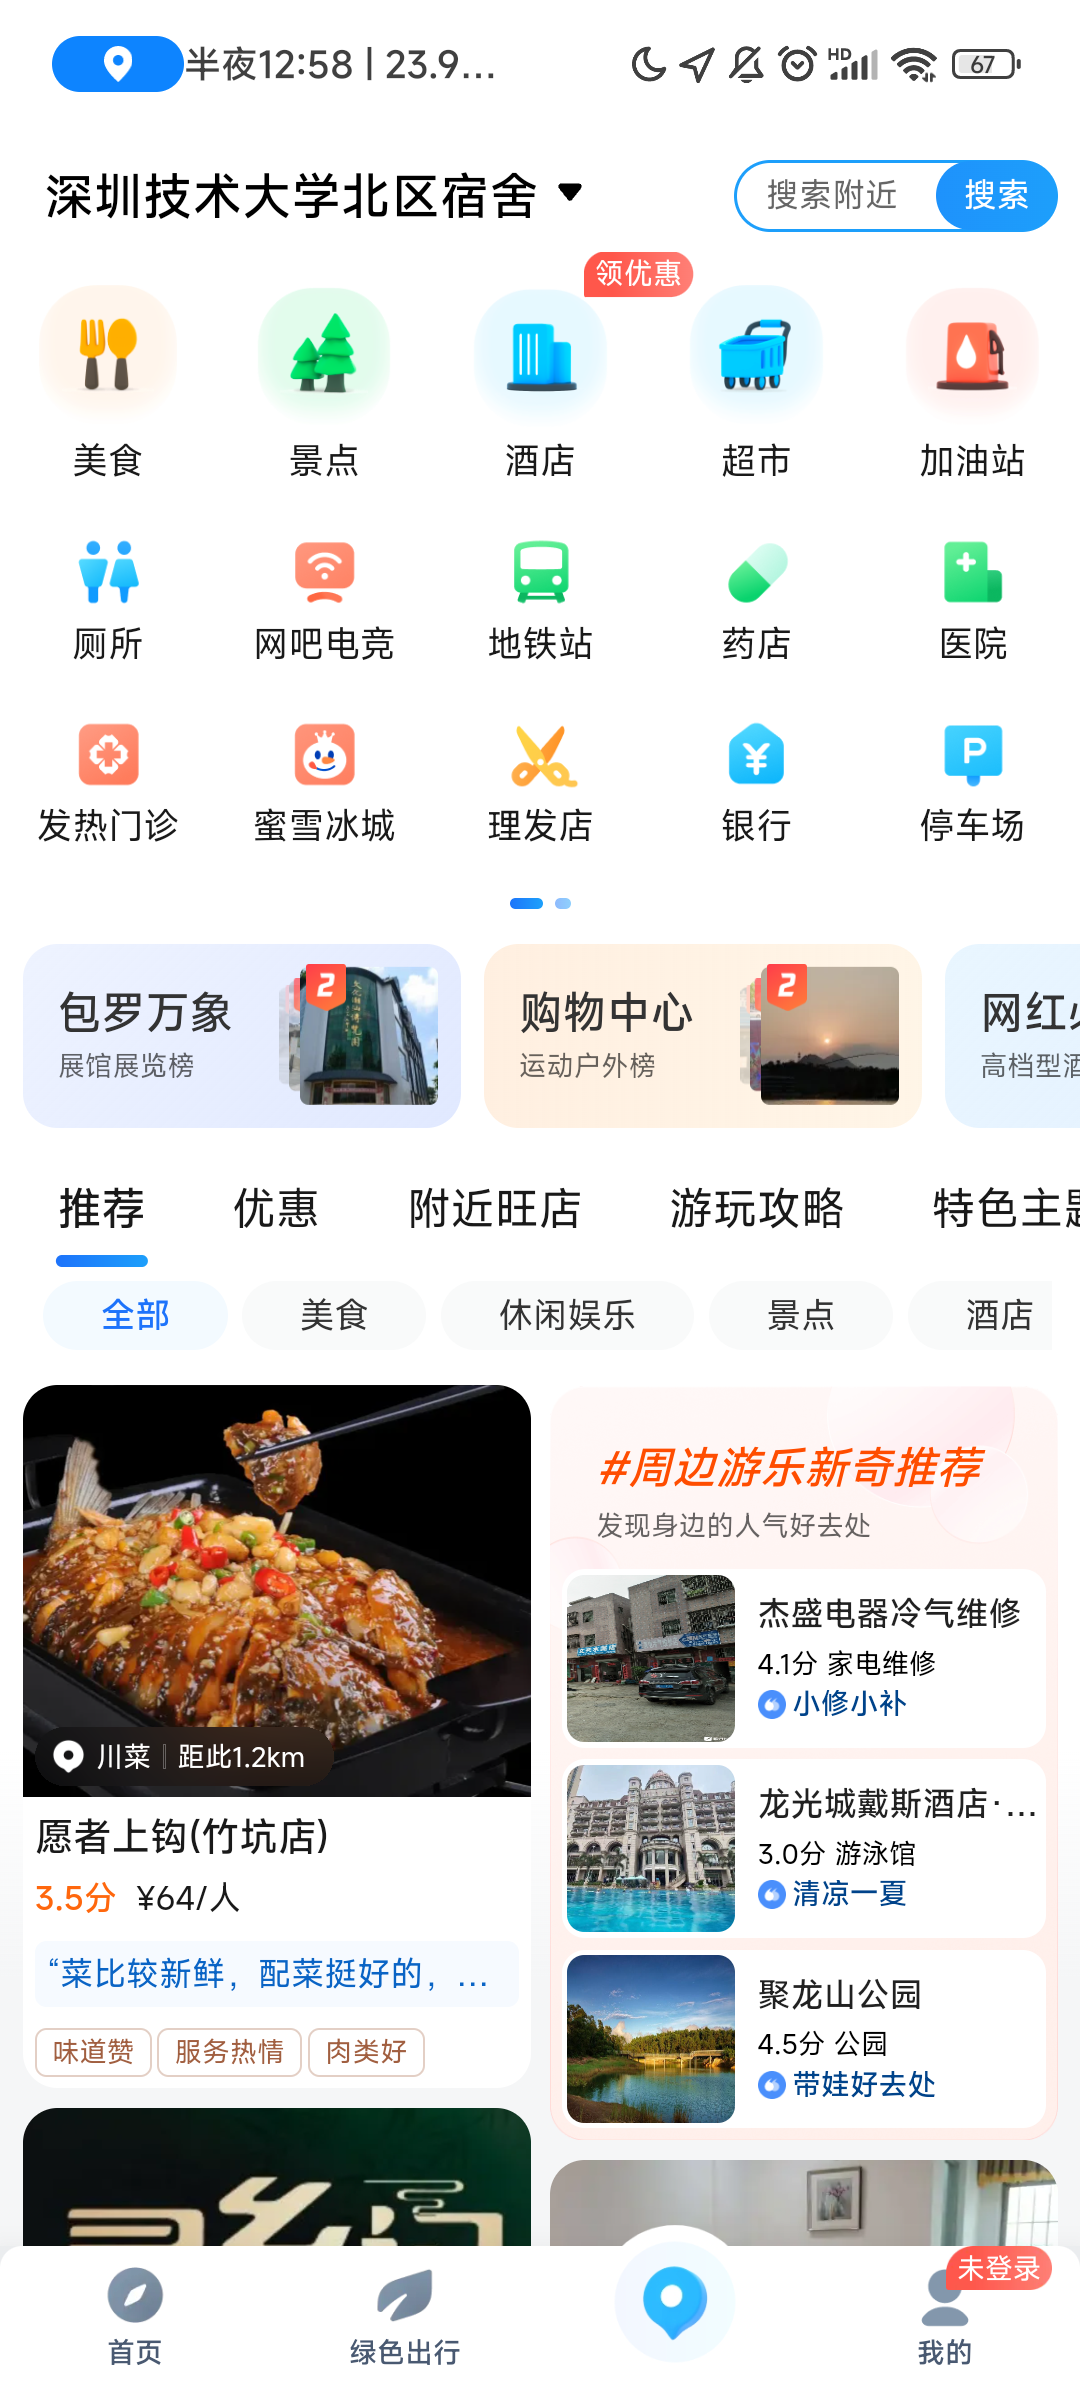 半夜12:58 | 23.9...
HD
67
深圳技术大学北区宿舍
搜索附近
搜索
领优惠
美食
景点
酒店
超市
加油站
厕所
网吧电竞
地铁站
药店
医院
发热门诊
蜜雪冰城
理发店
银行
停车场
包罗万象
展馆展览榜
2
购物中心
运动户外榜
2
网红
高档型酒
推荐
优惠
附近旺店
游玩攻略
特色主题
全部
美食
休闲娱乐
景点
酒店
川菜 | 距此1.2km
愿者上钩(竹坑店)
3.5分 ¥64/人
“菜比较新鲜，配菜挺好的，...
味道赞
服务热情
肉类好
#周边游乐新奇推荐
发现身边的人气好去处
杰盛电器冷气维修
4.1分 家电维修
小修小补
龙光城戴斯酒店·...
3.0分 游泳馆
清凉一夏
聚龙山公园
4.5分 公园
带娃好去处
首页
绿色出行
未登录
我的